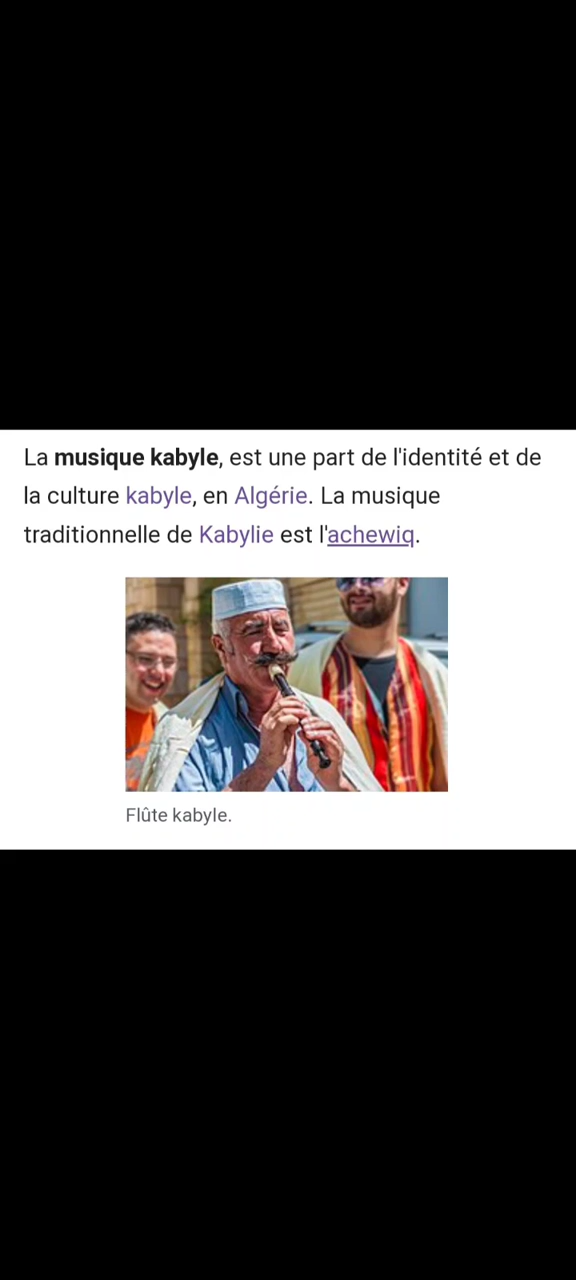 La musique kabyle, est une part de l'identité et de
la culture kabyle, en Algérie. La musique
traditionnelle de Kabylie est l'achewiq.
Flûte kabyle.